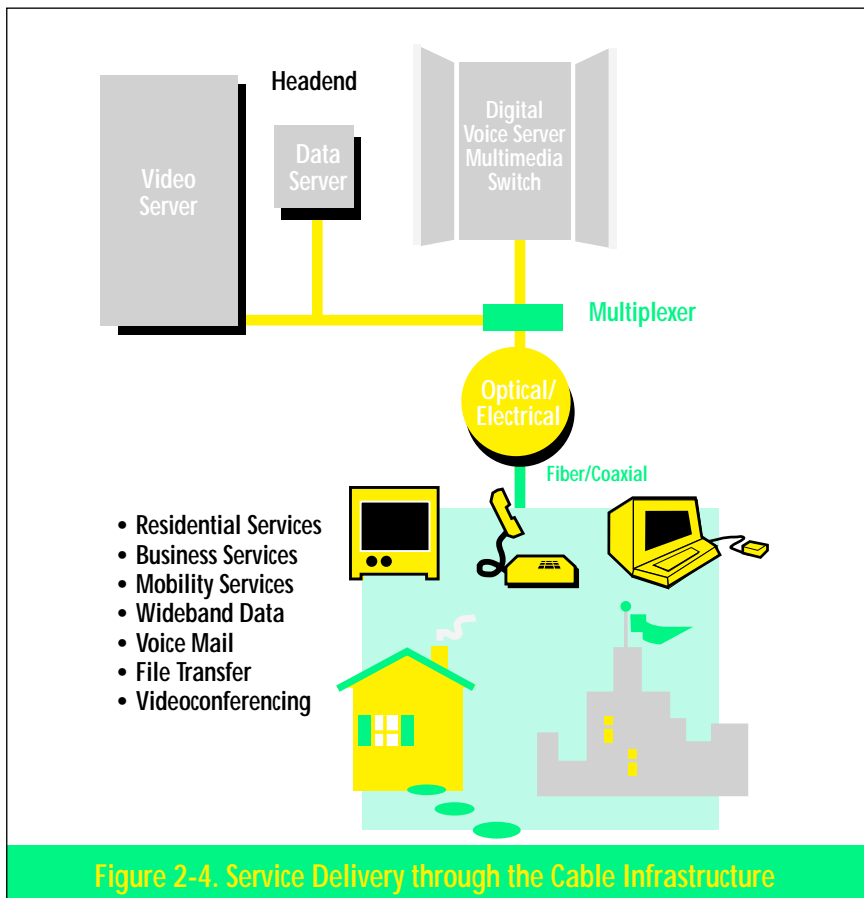 Headend
Video
Server
Data
Server
Digital
Voice Server
Multimedia
Switch
Multiplexer
Optical/
Electrical
Fiber/Coaxial
• Residential Services
• Business Services
• Mobility Services
• Wideband Data
• Voice Mail
• File Transfer
• Videoconferencing
Figure 2-4. Service Delivery through the Cable Infrastructure